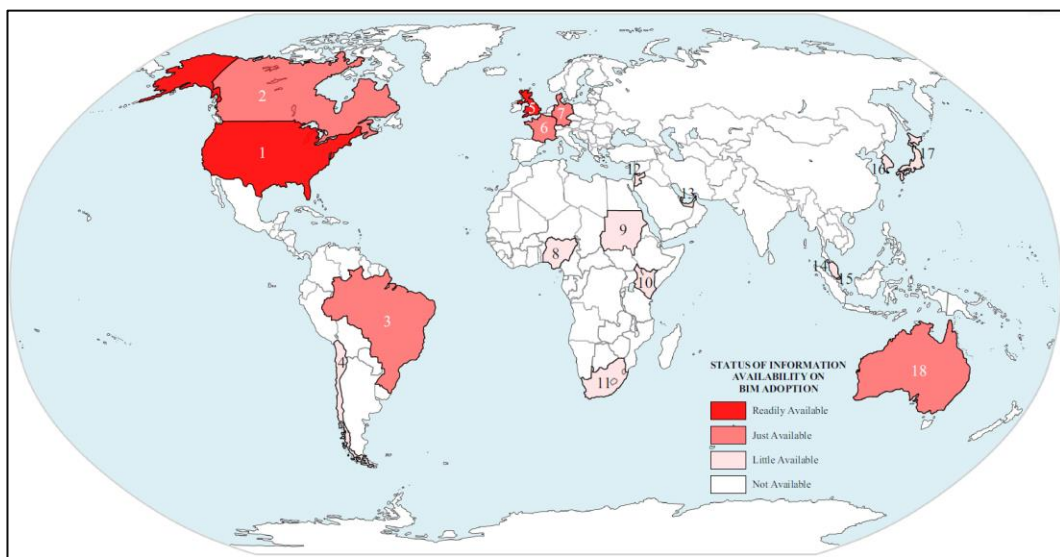 2
1
3
4
5
6
7
8
9
10
11
12
13
14
15
16
17
18
STATUS OF INFORMATION
AVAILABILITY ON
BIM ADOPTION
Readily Available
Just Available
Little Available
Not Available